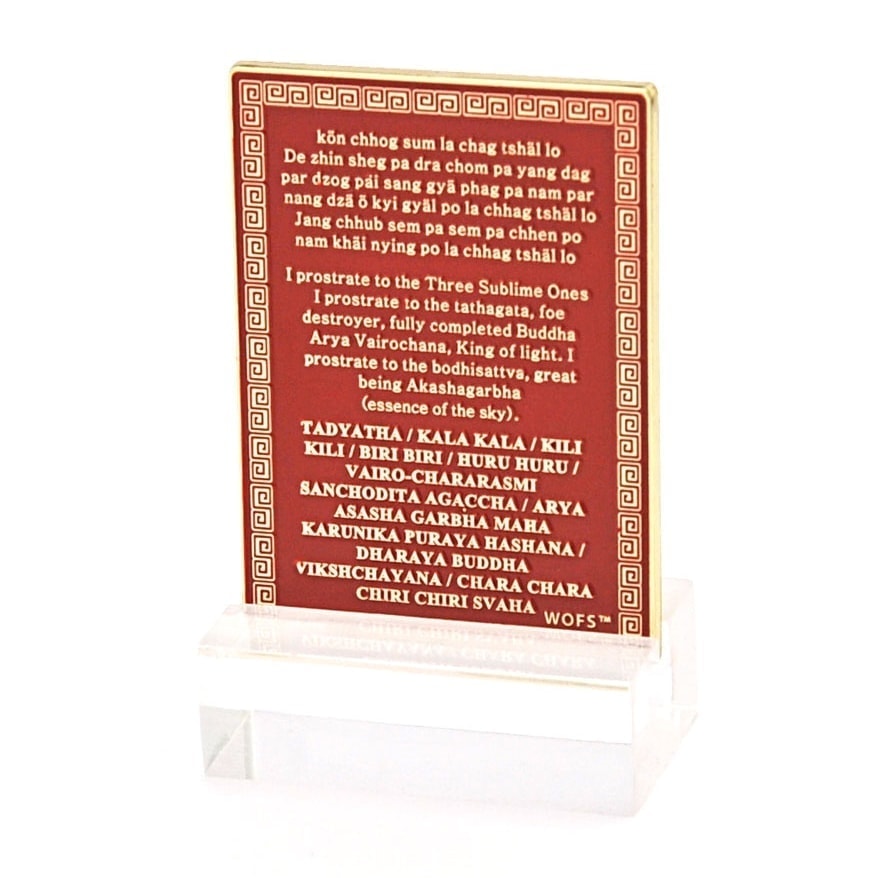 kön chhog sum la chag tshäl lo
De zhin sheg pa dra chom pa yang dag
par dzog päi sang gyä phag pa nam par
nang dzä ö kyi gyäl po la chhag tshäl lo
Jang chhub sem pa sem pa chhen po
nam khäi nying po la chhag tshäl lo
I prostrate to the Three Sublime Ones
I prostrate to the tathagata, foe
destroyer, fully completed Buddha
Arya Vairochana, King of light. I
prostrate to the bodhisattva, great
being Akashagarbha
(essence of the sky).
TADYATHA / KALA KALA / KILI
KILI / BIRI BIRI / HURU HURU /
VAIRO-CHARARASMI
SANCHODITA AGACCHA / ARYA
ASASHA GARBHA MAHA
KARUNIKA PURAYA HASHANA /
DHARAYA BUDDHA
VIKSHCHAYANA / CHARA CHARA
CHIRI CHIRI SVAHA
WOFS™